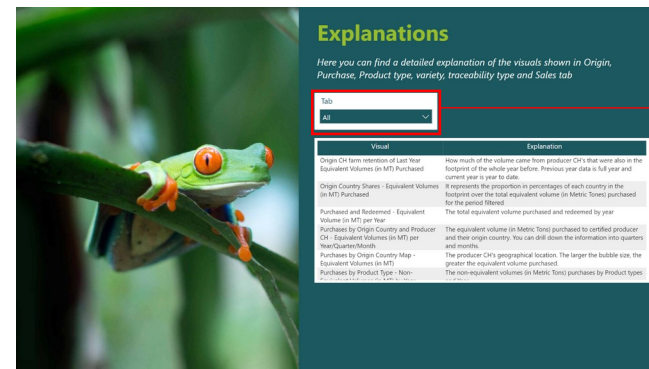 Explanations
Here you can find a detailed explanation of the visuals shown in Origin,
Purchase, Product type, variety, traceability type and Sales tab
Tab
All
Visual Explanation
Origin CH farm retention of Last Year How much of the volume came from producer CH's that were also in the
Equivalent Volumes (in MT) Purchased footprint of the whole year before. Previous year data is full year and
current year is year to date.
Origin Country Shares - Equivalent Volumes It represents the proportion in percentages of each country in the
(in MT) Purchased footprint over the total equivalent volume (in Metric Tones) purchased
for the period filtered
Purchased and Redeemed - Equivalent The total equivalent volume purchased and redeemed by year
Volume (in MT) per Year
Purchases by Origin Country and Producer The equivalent volume (in Metric Tons) purchased to certified producer
CH - Equivalent Volumes (in MT) per and their origin country. You can drill down the information into quarters
Year/Quarter/Month and months.
Purchases by Origin Country Map - The producer CH's geographical location. The larger the bubble size, the
Equivalent Volumes (in MT) greater the equivalent volume purchased.
Purchases by Product Type - Non- The non-equivalent volumes (in Metric Tons) purchases by Product types